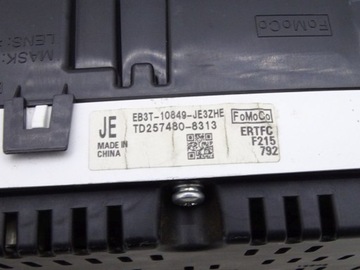 FoMoCo
MASK:
LENS:
JE
EB3T-10849-JE3ZHE
TD257480-8313
MADE IN
CHINA
FoMoCo
ERTFC
F215
792